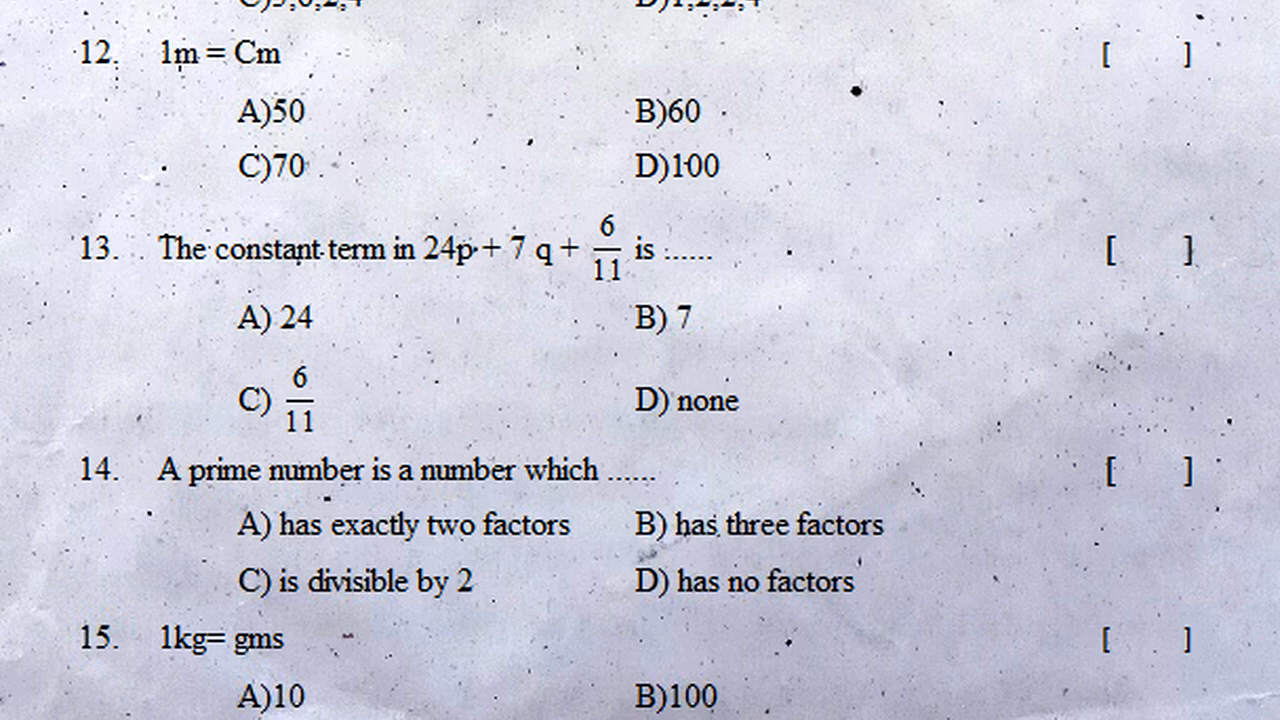 12. 1m = Cm [ ]
A)50 B)60
C)70 D)100
13. The constant term in 24p + 7 q + 6/11 is ...... [ ]
A) 24 B) 7
C) 6/11 D) none
14. A prime number is a number which ...... [ ]
A) has exactly two factors B) has three factors
C) is divisible by 2 D) has no factors
15. 1kg= gms [ ]
A)10 B)100